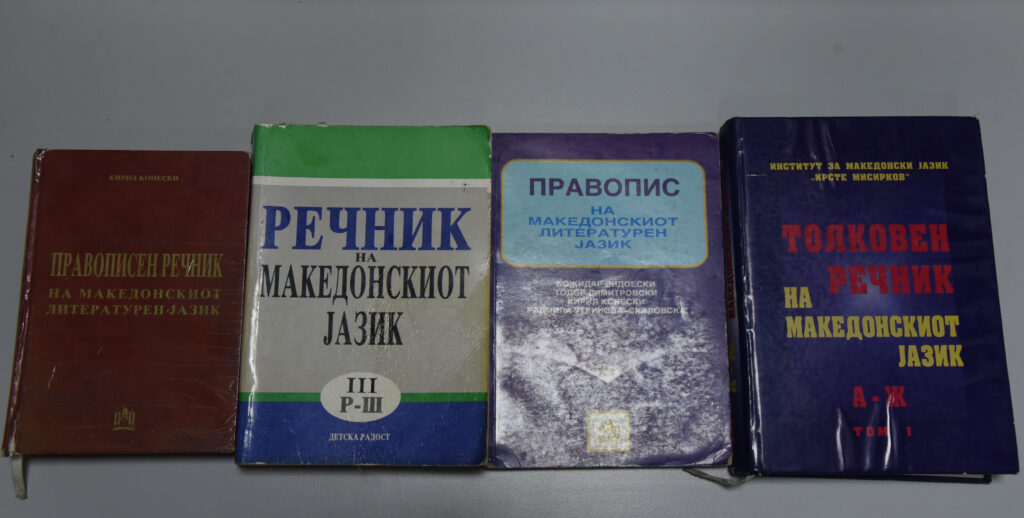 КИРИЛ КОНЕСКИ
ПРАВОПИСЕН РЕЧНИК
НА МАКЕДОНСКИОТ
ЛИТЕРАТУРЕН ЈАЗИК
РЕЧНИК
НА
МАКЕДОНСКИОТ
ЈАЗИК
III
Р-Ш
ДЕТСКА РАДОСТ
ПРАВОПИС
НА
МАКЕДОНСКИОТ
ЛИТЕРАТУРЕН
ЈАЗИК
БОЖИДАР ВИДОЕСКИ
ТОДОР ДИМИТРОВСКИ
КИРИЛ КОНЕСКИ
РАДМИЛА УГРИНОВА-СКАЛОВСКА
ИНСТИТУТ ЗА МАКЕДОНСКИ ЈАЗИК
„КРСТЕ МИСИРКОВ“
ТОЛКОВЕН
РЕЧНИК
НА
МАКЕДОНСКИОТ
ЈАЗИК
А - Ж
ТОМ I